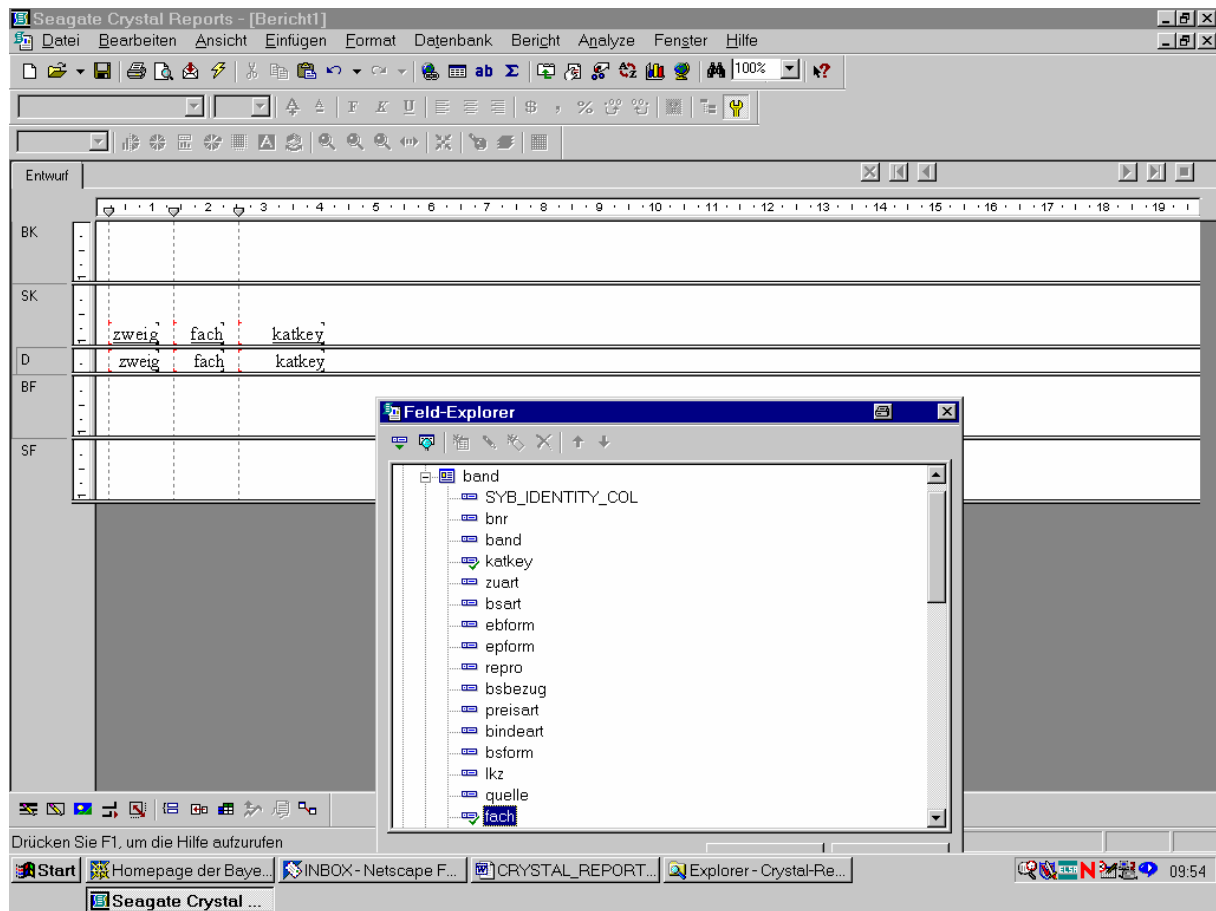 Seagate Crystal Reports - [Bericht1]
Datei Bearbeiten Ansicht Einfügen Format Datenbank Bericht Analyze Fenster Hilfe
ab Σ 100%
F K U $ , %
A
Entwurf
1 2 3 4 5 6 7 8 9 10 11 12 13 14 15 16 17 18 19
BK
SK
zweig fach katkey
D zweig fach katkey
BF
SF
Feld-Explorer
band
SYB_IDENTITY_COL
bnr
band
katkey
zuart
bsart
ebform
epform
repro
bsbezug
preisart
bindeart
bsform
lkz
quelle
fach
Drücken Sie F1, um die Hilfe aufzurufen
Start Homepage der Baye... INBOX - Netscape F... CRYSTAL_REPORT... Explorer - Crystal-Re... 09:54
Seagate Crystal ...